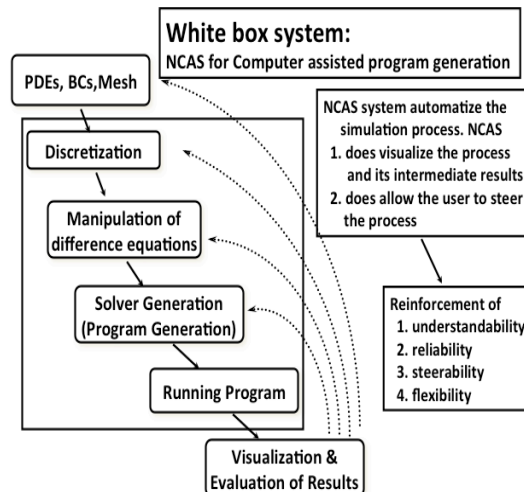 White box system:
NCAS for Computer assisted program generation
PDEs, BCs,Mesh
Discretization
Manipulation of
difference equations
Solver Generation
(Program Generation)
Running Program
Visualization &
Evaluation of Results
NCAS system automatize the
simulation process. NCAS
1. does visualize the process
and its intermediate results
2. does allow the user to steer
the process
Reinforcement of
1. understandability
2. reliability
3. steerability
4. flexibility